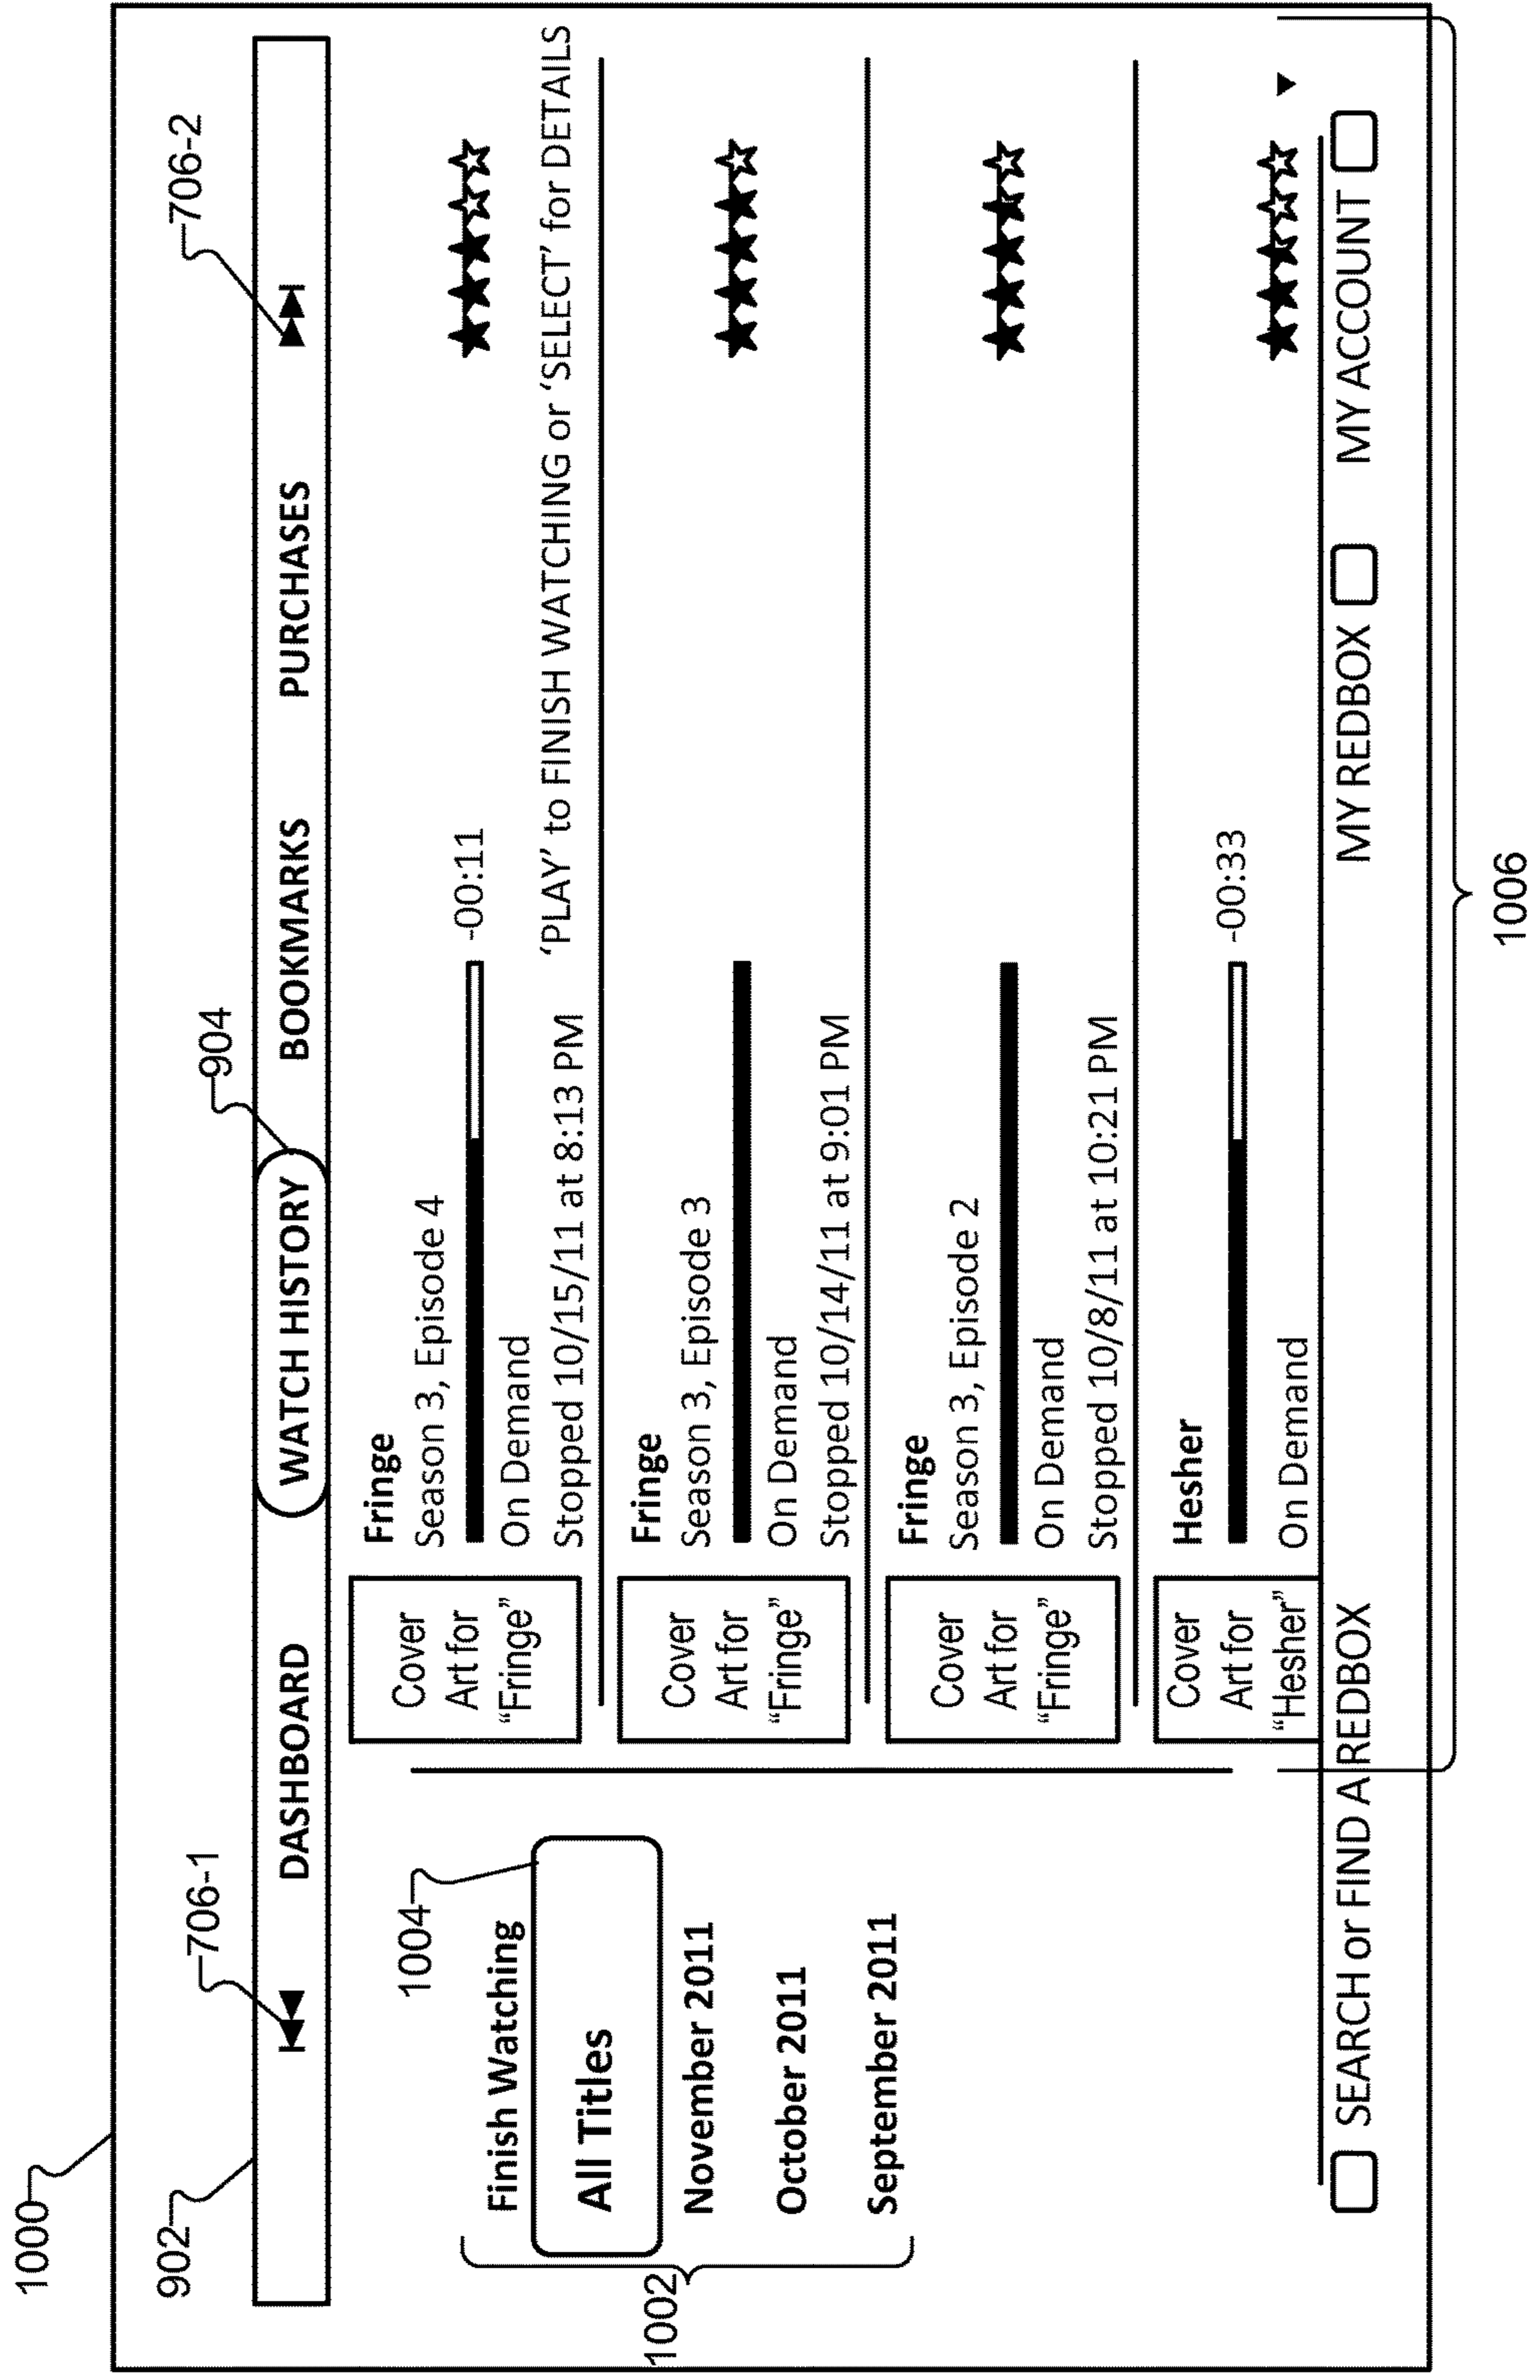 1000
902
706-1
904
706-2
DASHBOARD WATCH HISTORY BOOKMARKS PURCHASES
1004
1002
Finish Watching
All Titles
November 2011
October 2011
September 2011
Cover
Art for
“Fringe”
Fringe
Season 3, Episode 4
-00:11
On Demand
Stopped 10/15/11 at 8:13 PM
‘PLAY’ to FINISH WATCHING or ‘SELECT’ for DETAILS
Cover
Art for
“Fringe”
Fringe
Season 3, Episode 3
On Demand
Stopped 10/14/11 at 9:01 PM
Cover
Art for
“Fringe”
Fringe
Season 3, Episode 2
On Demand
Stopped 10/8/11 at 10:21 PM
Cover
Art for
“Hesher”
Hesher
-00:33
On Demand
SEARCH or FIND A REDBOX MY REDBOX MY ACCOUNT
1006